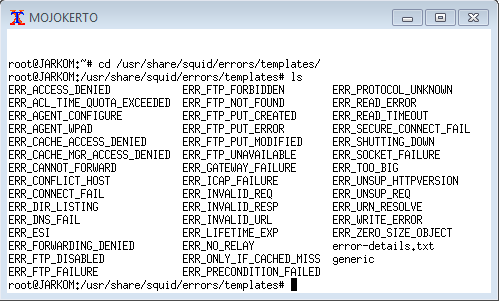 MOJOKERTO
root@JARKOM:~# cd /usr/share/squid/errors/templates/
root@JARKOM:/usr/share/squid/errors/templates# ls
ERR_ACCESS_DENIED ERR_FTP_FORBIDDEN ERR_PROTOCOL_UNKNOWN
ERR_ACL_TIME_QUOTA_EXCEEDED ERR_FTP_NOT_FOUND ERR_READ_ERROR
ERR_AGENT_CONFIGURE ERR_FTP_PUT_CREATED ERR_READ_TIMEOUT
ERR_AGENT_WPAD ERR_FTP_PUT_ERROR ERR_SECURE_CONNECT_FAIL
ERR_CACHE_ACCESS_DENIED ERR_FTP_PUT_MODIFIED ERR_SHUTTING_DOWN
ERR_CACHE_MGR_ACCESS_DENIED ERR_FTP_UNAVAILABLE ERR_SOCKET_FAILURE
ERR_CANNOT_FORWARD ERR_GATEWAY_FAILURE ERR_TOO_BIG
ERR_CONFLICT_HOST ERR_ICAP_FAILURE ERR_UNSUP_HTTPVERSION
ERR_CONNECT_FAIL ERR_INVALID_REQ ERR_UNSUP_REQ
ERR_DIR_LISTING ERR_INVALID_RESP ERR_URN_RESOLVE
ERR_DNS_FAIL ERR_INVALID_URL ERR_WRITE_ERROR
ERR_ESI ERR_LIFETIME_EXP ERR_ZERO_SIZE_OBJECT
ERR_FORWARDING_DENIED ERR_NO_RELAY error-details.txt
ERR_FTP_DISABLED ERR_ONLY_IF_CACHED_MISS generic
ERR_FTP_FAILURE ERR_PRECONDITION_FAILED
root@JARKOM:/usr/share/squid/errors/templates#